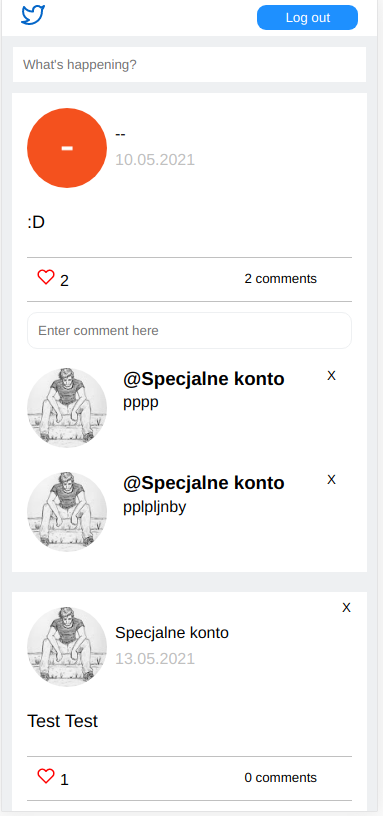 Log out
What's happening?
-
--
10.05.2021
:D
2
2 comments
Enter comment here
@Specjalne konto
X
pppp
@Specjalne konto
X
pplpljnby
X
Specjalne konto
13.05.2021
Test Test
1
0 comments